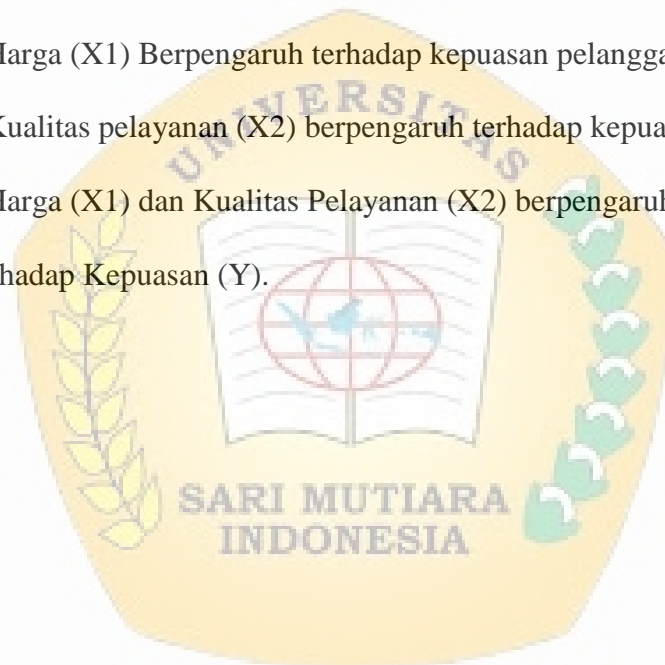 Harga (X1) Berpengaruh terhadap kepuasan pelangga
Kualitas pelayanan (X2) berpengaruh terhadap kepua
Harga (X1) dan Kualitas Pelayanan (X2) berpengaruh
hadap Kepuasan (Y).
UNIVERSITAS
SARI MUTIARA
INDONESIA